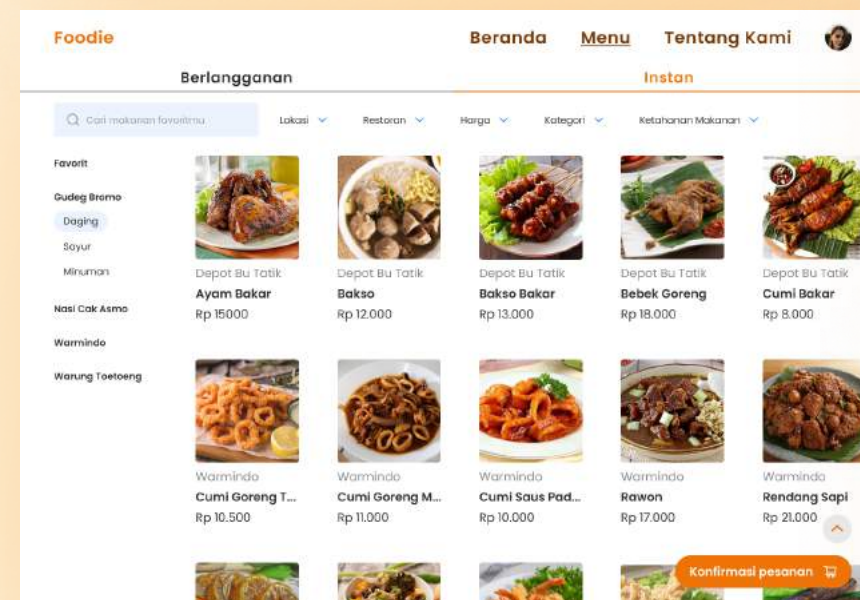 Foodie
Beranda Menu Tentang Kami
Berlangganan Instan
Cari makanan favoritmu
Lokasi Restoran Harga Kategori Ketahanan Makanan
Favorit
Gudeg Bromo
Daging
Sayur
Minuman
Nasi Cak Asmo
Warmindo
Warung Toetoeng
Depot Bu Tatik Depot Bu Tatik Depot Bu Tatik Depot Bu Tatik Depot Bu Tatik
Ayam Bakar Bakso Bakso Bakar Bebek Goreng Cumi Bakar
Rp 15000 Rp 12.000 Rp 13.000 Rp 18.000 Rp 8.000
Warmindo Warmindo Warmindo Warmindo Warmindo
Cumi Goreng T... Cumi Goreng M... Cumi Saus Pad... Rawon Rendang Sapi
Rp 10.500 Rp 11.000 Rp 10.000 Rp 17.000 Rp 21.000
Konfirmasi pesanan